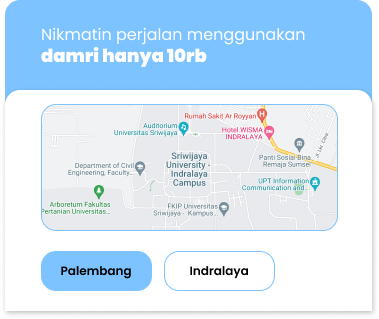 Nikmatin perjalan menggunakan
damri hanya 10rb
Rumah Sakit Ar Royyan
Auditorium
Universitas Sriwijaya
Hotel WISMA
INDRALAYA
Jl. Lkr. Olne
Sriwijaya
University -
Indralaya
Campus
Panti Sosial Bina
Remaja Sumsel
Department of Civil
Engineering, Faculty...
UPT Information
Communication and...
Arboretum Fakultas
Pertanian Universitas...
FKIP Universitas
Sriwijaya - Kampus...
Palembang
Indralaya